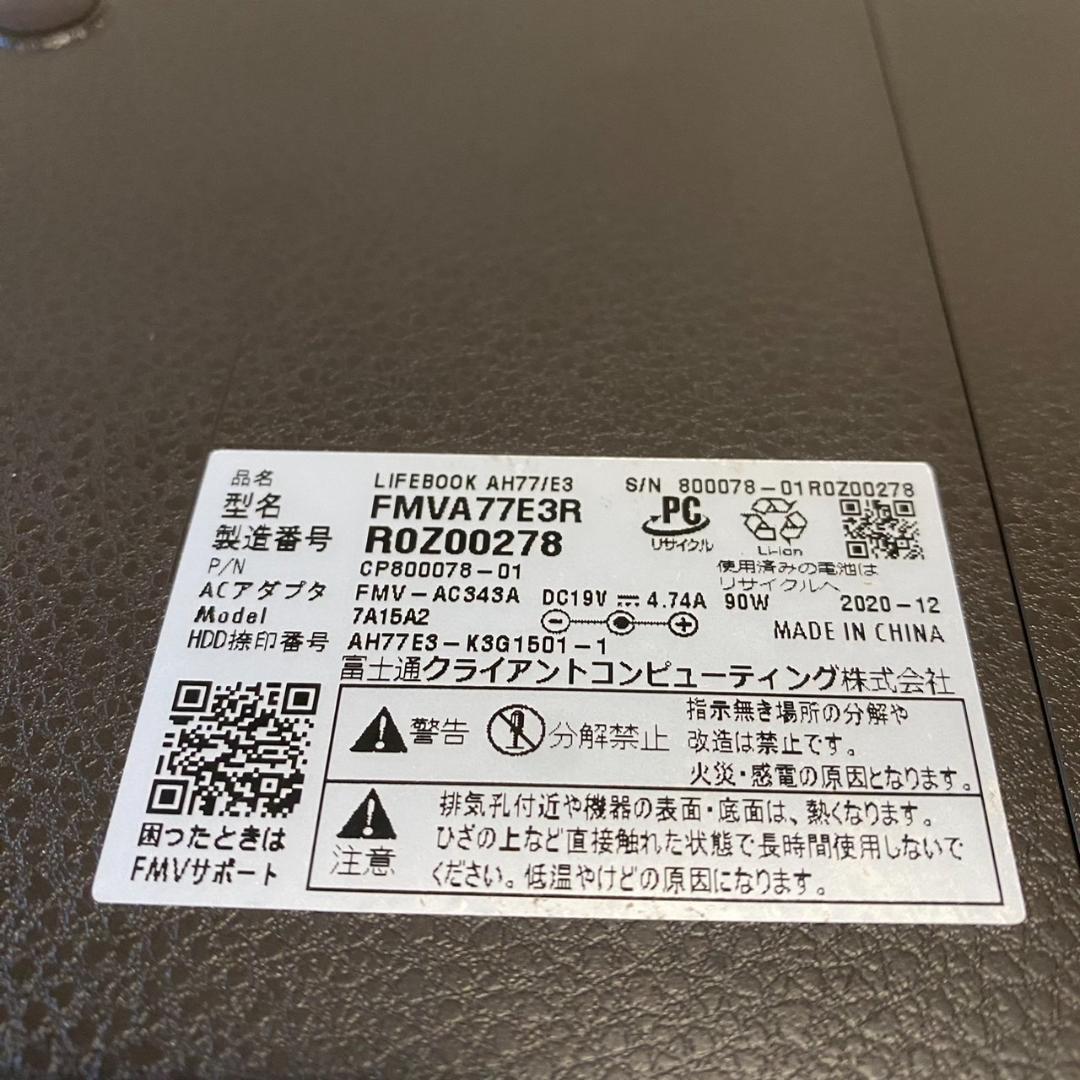 品名 LIFEBOOK AH77/E3 S/N 800078-01R0Z00278
型名 FMVA77E3R
製造番号 R0Z00278
PC リサイクル
Li-ion
使用済みの電池は
リサイクルへ
P/N CP800078-01
ACアダプタ FMV-AC343A DC19V 4.74A 90W 2020-12
Model 7A15A2
MADE IN CHINA
HDD捺印番号 AH77E3-K3G1501-1
富士通クライアントコンピューティング株式会社
警告 分解禁止
指示無き場所の分解や
改造は禁止です。
火災・感電の原因となります。
注意
排気孔付近や機器の表面・底面は、熱くなります。
ひざの上など直接触れた状態で長時間使用しないで
ください。低温やけどの原因になります。
困ったときは
FMVサポート